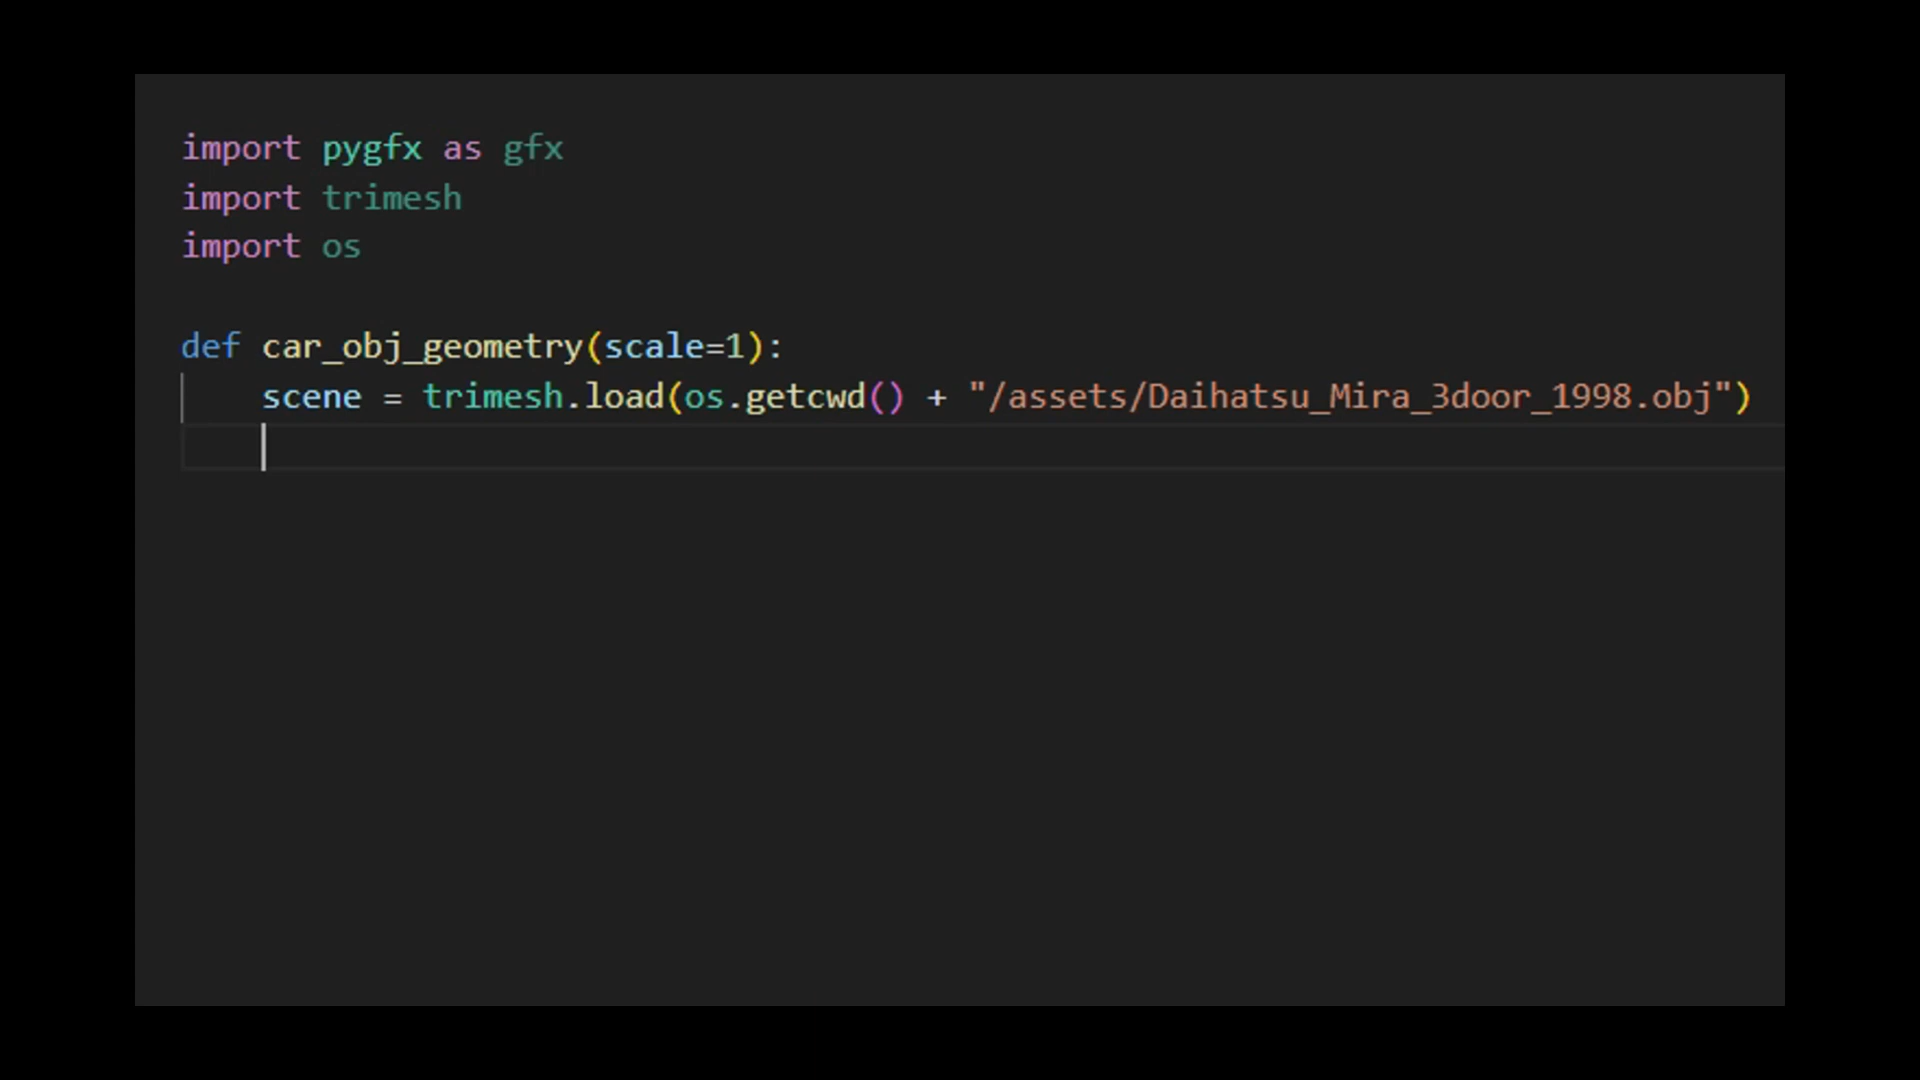 import pygfx as gfx
import trimesh
import os
def car_obj_geometry(scale=1):
    scene = trimesh.load(os.getcwd() + "/assets/Daihatsu_Mira_3door_1998.obj")